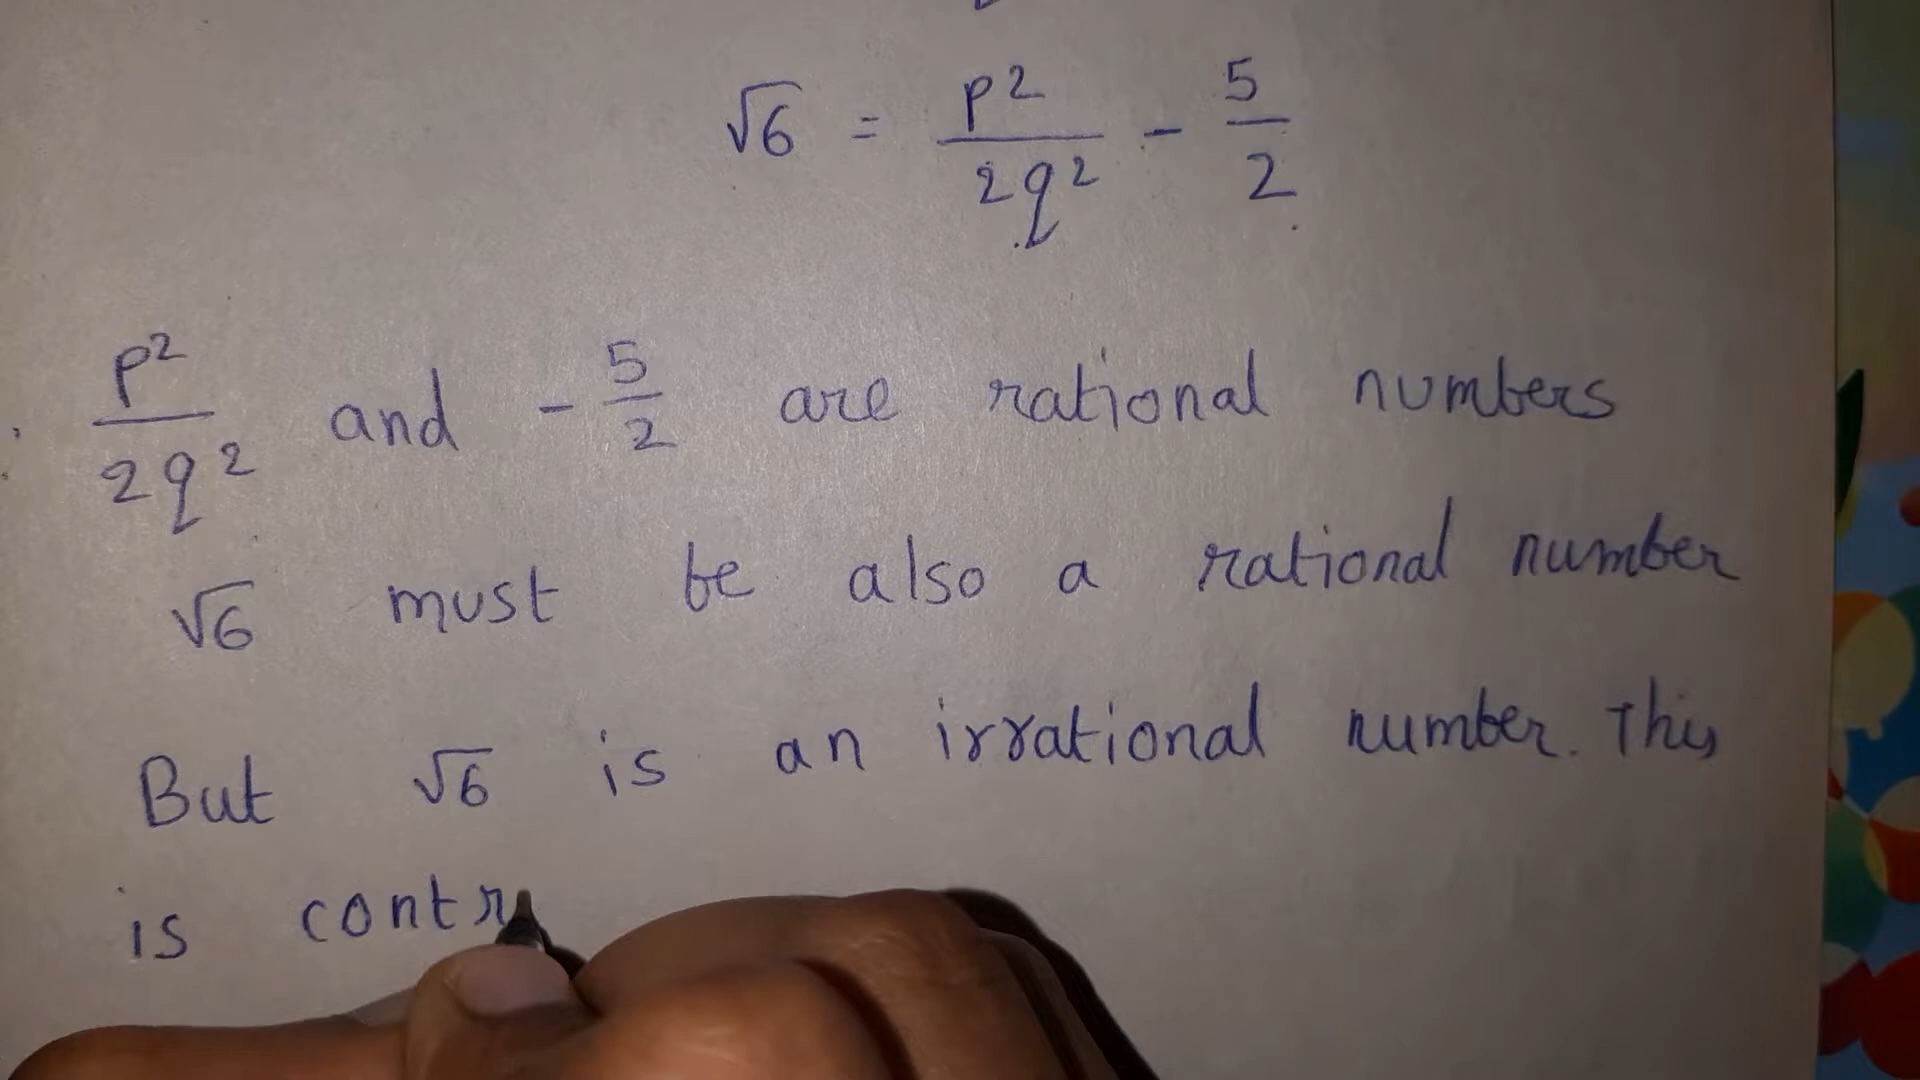 √6 = p²/2q² - 5/2
p²/2q² and - 5/2 are rational numbers
√6 must be also a rational number
But √6 is an irrational number. This
is contr